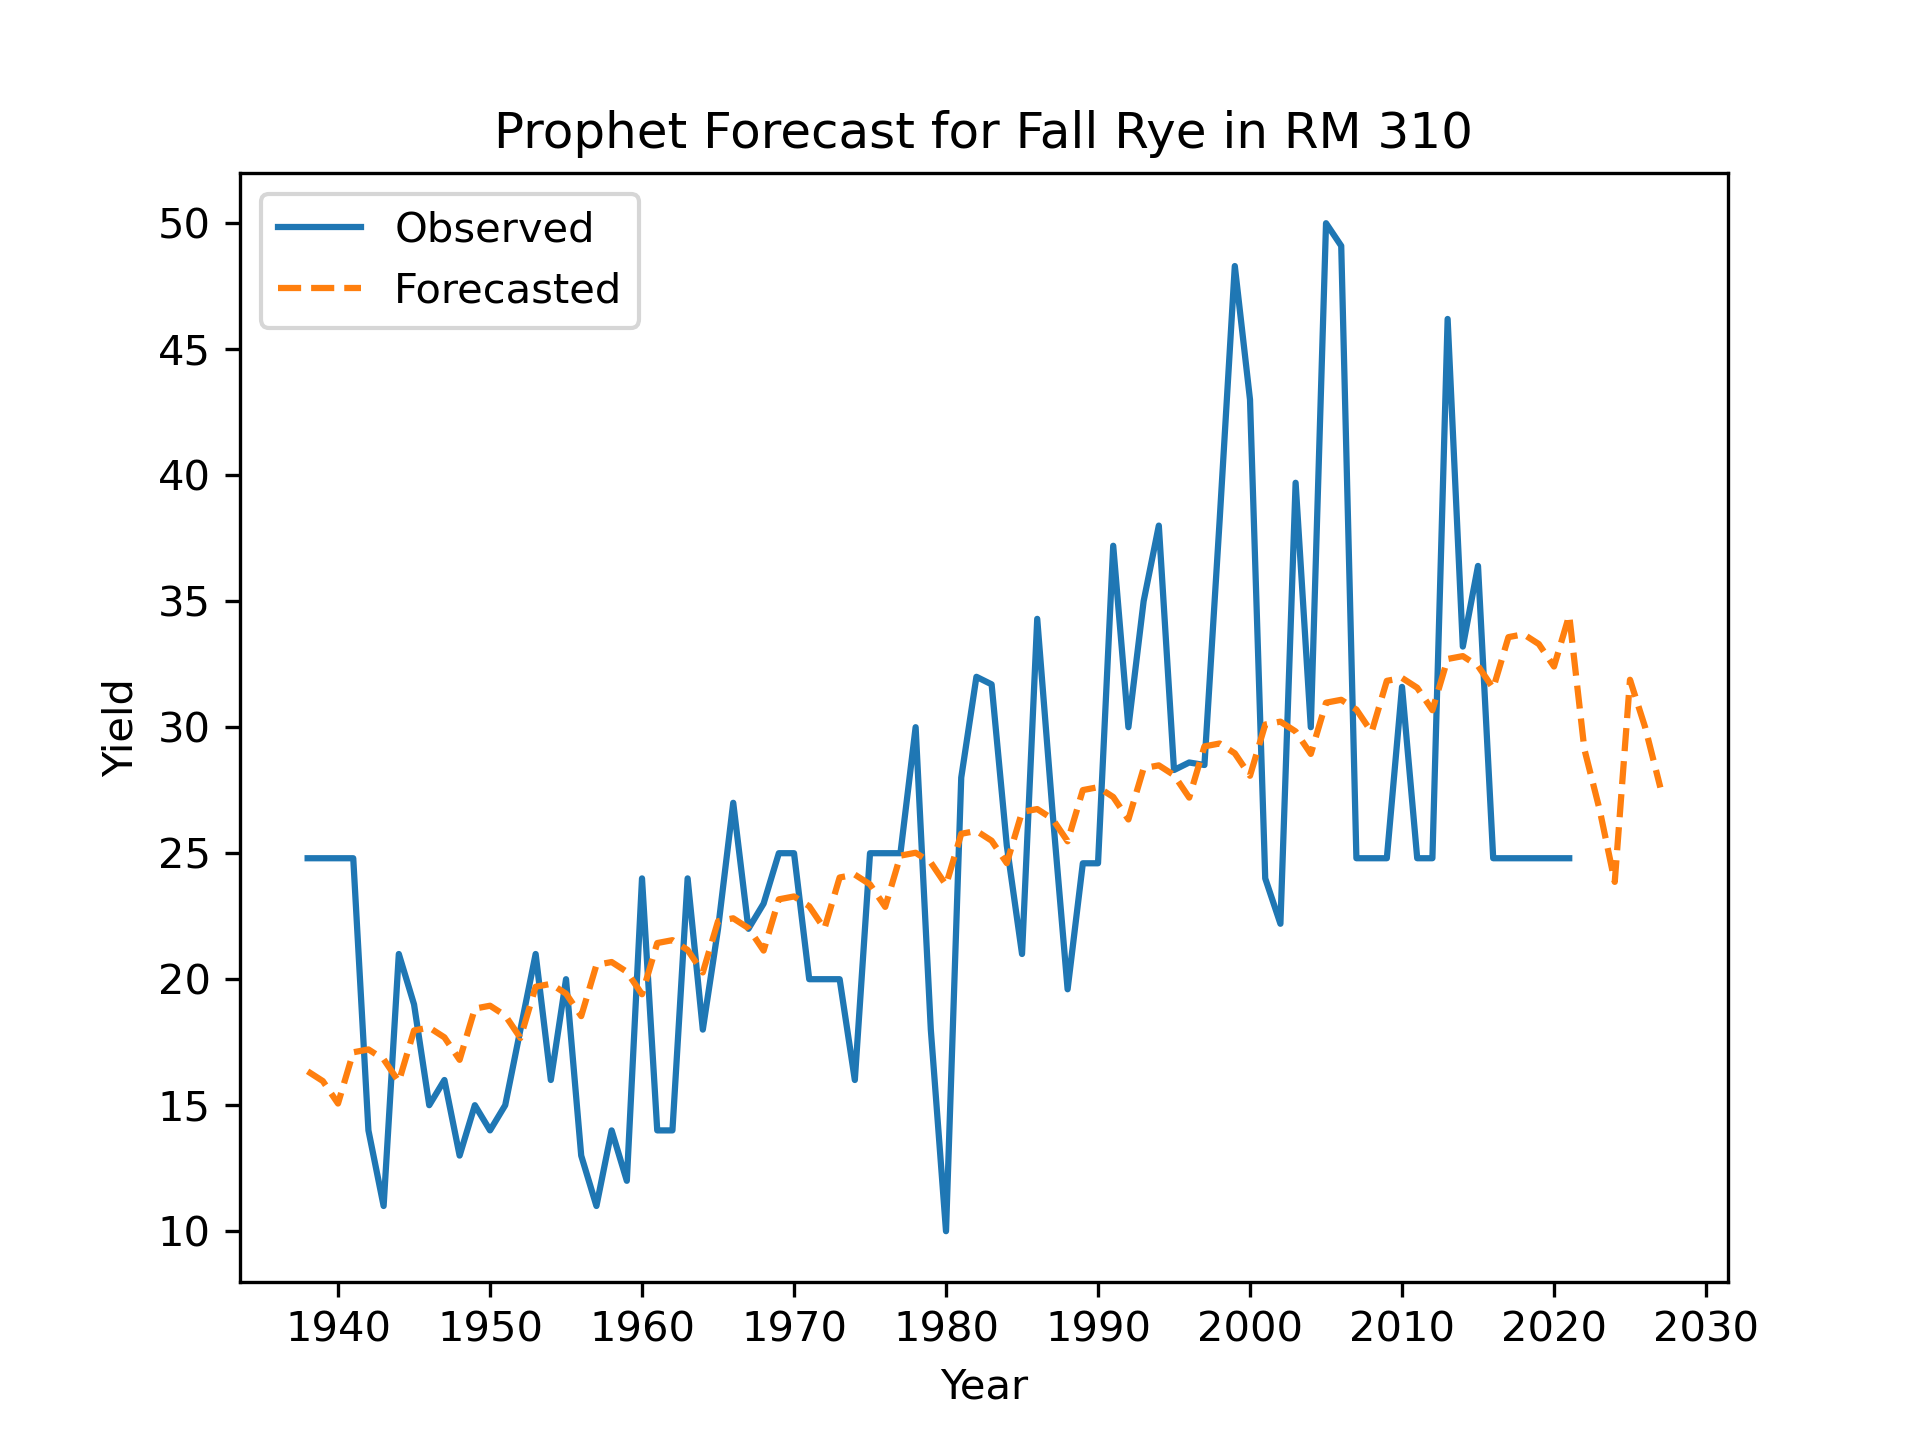 Prophet Forecast for Fall Rye in RM 310
Observed
Forecasted
50
45
40
35
30
25
20
15
10
Yield
1940 1950 1960 1970 1980 1990 2000 2010 2020 2030
Year